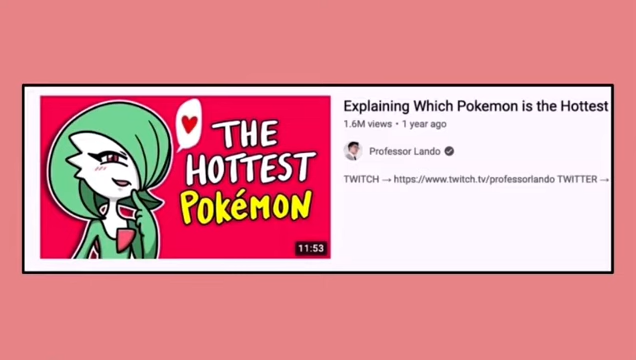 THE
HOTTEST
POKéMON
11:53
Explaining Which Pokemon is the Hottest
1.6M views • 1 year ago
Professor Lando
TWITCH → https://www.twitch.tv/professorlando TWITTER →